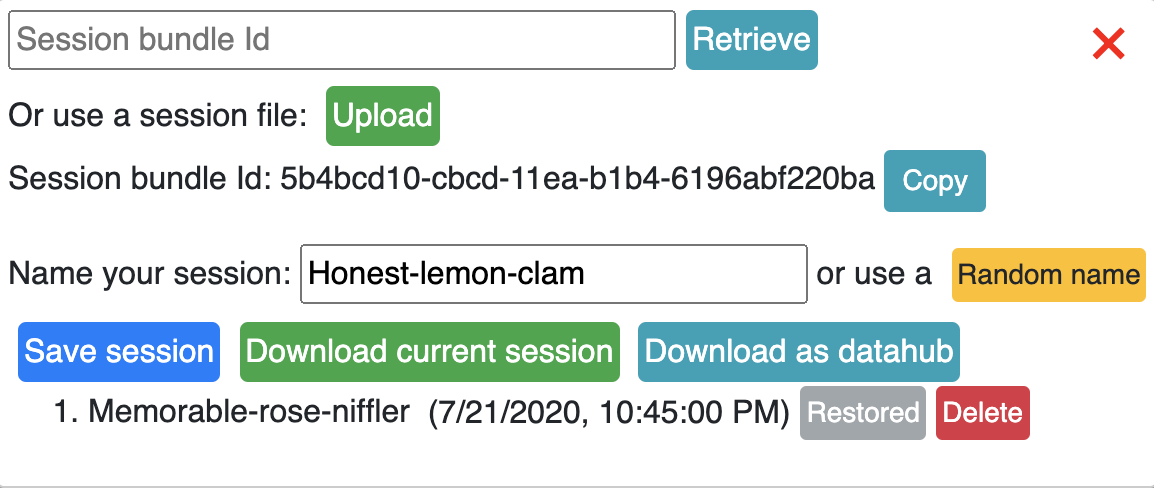 Session bundle Id Retrieve
Or use a session file: Upload
Session bundle Id: 5b4bcd10-cbcd-11ea-b1b4-6196abf220ba Copy
Name your session: Honest-lemon-clam or use a Random name
Save session Download current session Download as datahub
1. Memorable-rose-niffler (7/21/2020, 10:45:00 PM) Restored Delete